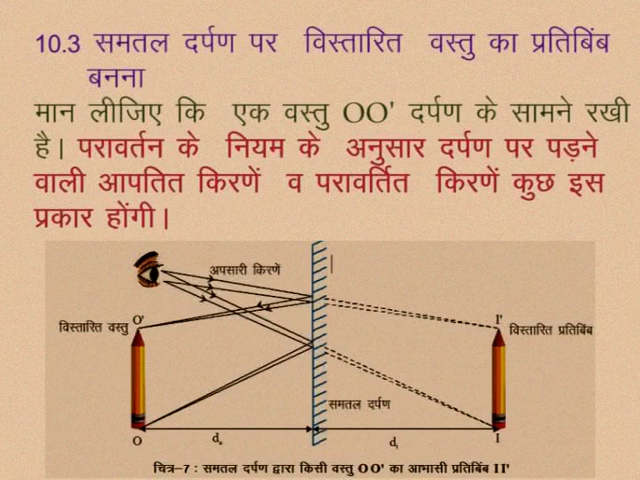 10.3 समतल दर्पण पर विस्तारित वस्तु का प्रतिबिंब
बनना
मान लीजिए कि एक वस्तु OO' दर्पण के सामने रखी
है। परावर्तन के नियम के अनुसार दर्पण पर पड़ने
वाली आपतित किरणें व परावर्तित किरणें कुछ इस
प्रकार होंगी।
अपसारी किरणें
विस्तारित वस्तु O' I' विस्तारित प्रतिबिंब
समतल दर्पण
O do di I
चित्र–7 : समतल दर्पण द्वारा किसी वस्तु OO' का आभासी प्रतिबिंब II'